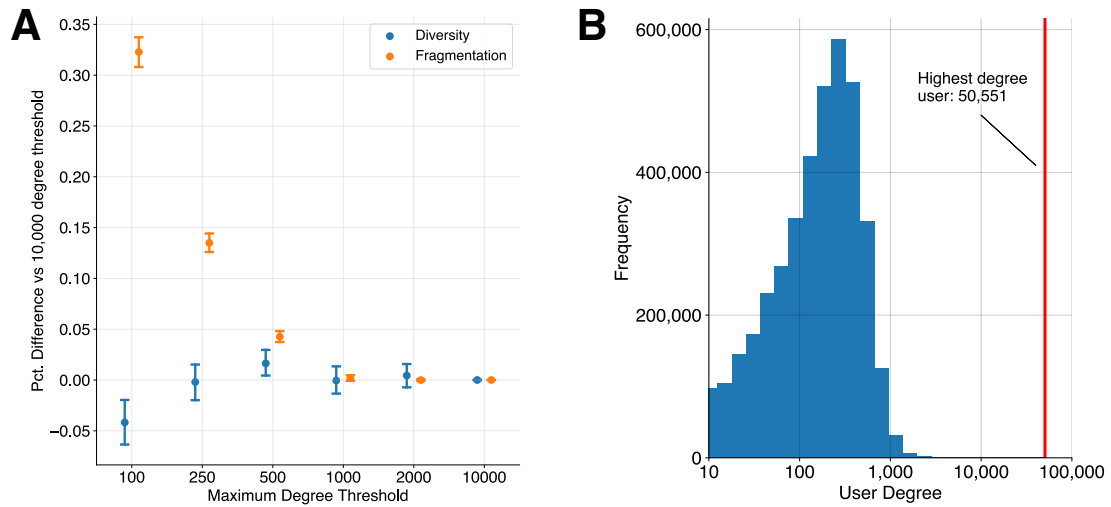 A
Pct. Difference vs 10,000 degree threshold
0.35
0.30
0.25
0.20
0.15
0.10
0.05
0.00
−0.05
Diversity
Fragmentation
100 250 500 1000 2000 10000
Maximum Degree Threshold
B
Frequency
600,000
400,000
200,000
0
Highest degree
user: 50,551
10 100 1,000 10,000 100,000
User Degree